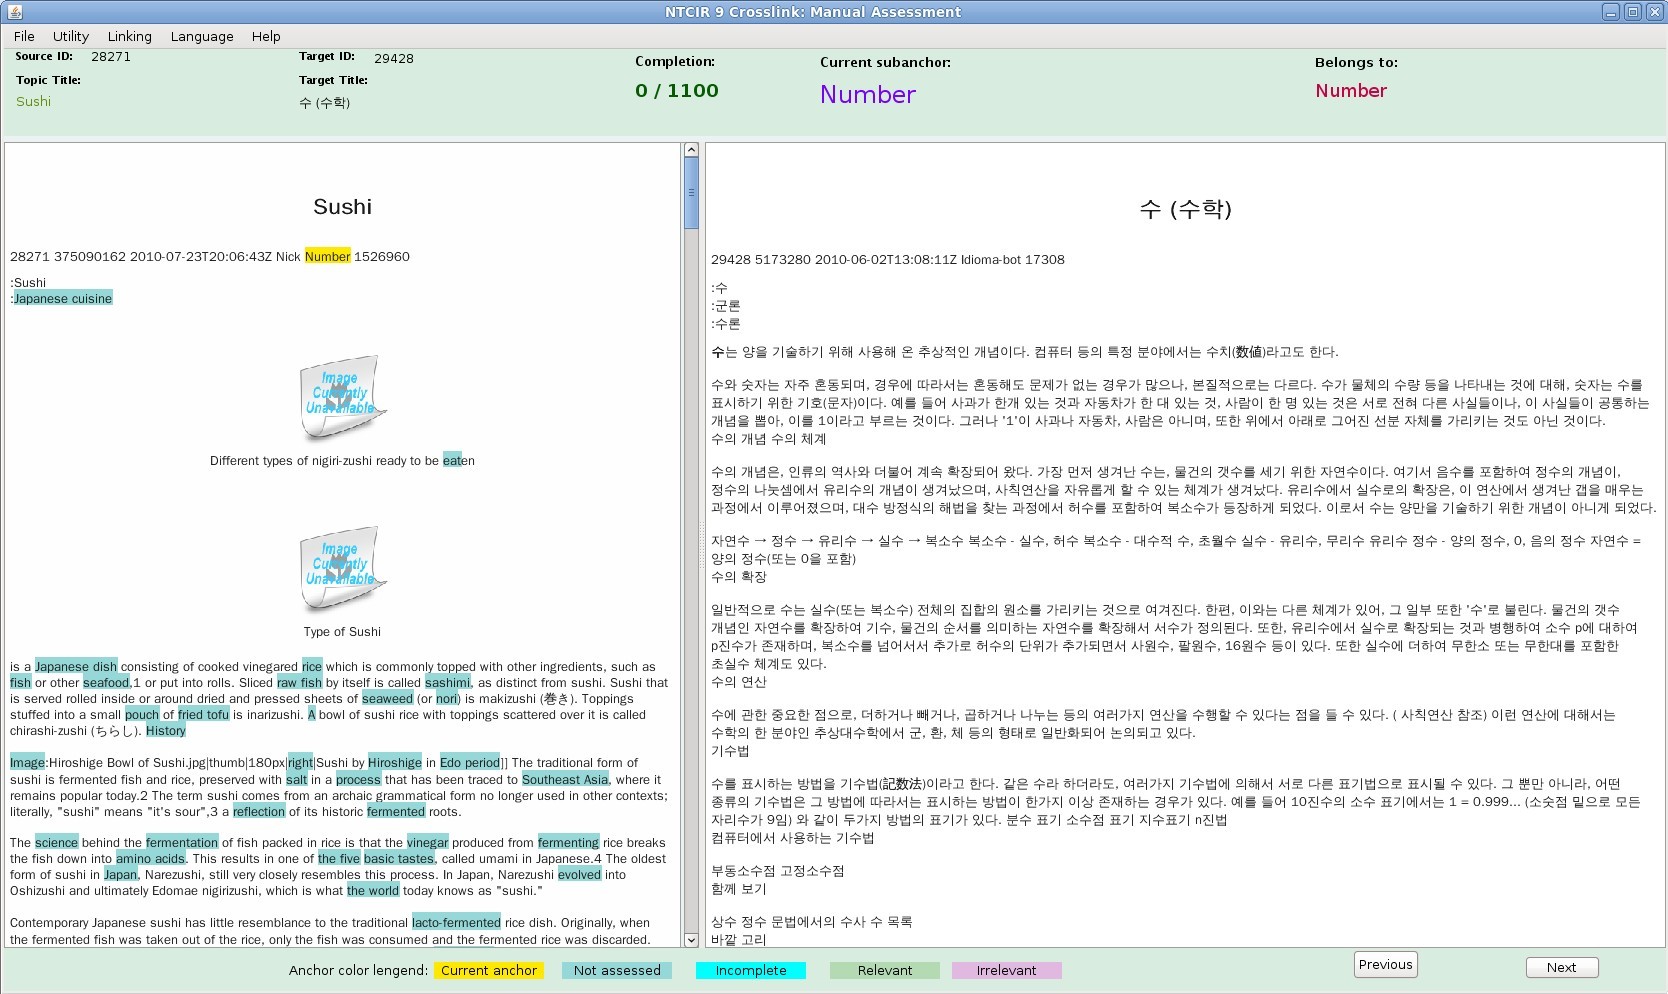 NTCIR 9 Crosslink: Manual Assessment
File Utility Linking Language Help
Source ID: 28271 Target ID: 29428 Completion: Current subanchor: Belongs to:
Topic Title: Target Title: 0 / 1100 Number Number
Sushi 수 (수학)
Sushi
28271 375090162 2010-07-23T20:06:43Z Nick Number 1526960
:Sushi
:Japanese cuisine
Image Currently Unavailable
Different types of nigiri-zushi ready to be eaten
Image Currently Unavailable
Type of Sushi
is a Japanese dish consisting of cooked vinegared rice which is commonly topped with other ingredients, such as
fish or other seafood,1 or put into rolls. Sliced raw fish by itself is called sashimi, as distinct from sushi. Sushi that
is served rolled inside or around dried and pressed sheets of seaweed (or nori) is makizushi (巻き). Toppings
stuffed into a small pouch of fried tofu is inarizushi. A bowl of sushi rice with toppings scattered over it is called
chirashi-zushi (ちらし). History
Image:Hiroshige Bowl of Sushi.jpg|thumb|180px|right|Sushi by Hiroshige in Edo period]] The traditional form of
sushi is fermented fish and rice, preserved with salt in a process that has been traced to Southeast Asia, where it
remains popular today.2 The term sushi comes from an archaic grammatical form no longer used in other contexts;
literally, "sushi" means "it's sour",3 a reflection of its historic fermented roots.
The science behind the fermentation of fish packed in rice is that the vinegar produced from fermenting rice breaks
the fish down into amino acids. This results in one of the five basic tastes, called umami in Japanese.4 The oldest
form of sushi in Japan, Narezushi, still very closely resembles this process. In Japan, Narezushi evolved into
Oshizushi and ultimately Edomae nigirizushi, which is what the world today knows as "sushi."
Contemporary Japanese sushi has little resemblance to the traditional lacto-fermented rice dish. Originally, when
the fermented fish was taken out of the rice, only the fish was consumed and the fermented rice was discarded.
수 (수학)
29428 5173280 2010-06-02T13:08:11Z Idioma-bot 17308
:수
:군론
:수론
수는 양을 기술하기 위해 사용해 온 추상적인 개념이다. 컴퓨터 등의 특정 분야에서는 수치(数値)라고도 한다.
수와 숫자는 자주 혼동되며, 경우에 따라서는 혼동해도 문제가 없는 경우가 많으나, 본질적으로는 다르다. 수가 물체의 수량 등을 나타내는 것에 대해, 숫자는 수를
표시하기 위한 기호(문자)이다. 예를 들어 사과가 한개 있는 것과 자동차가 한 대 있는 것, 사람이 한 명 있는 것은 서로 전혀 다른 사실들이나, 이 사실들이 공통하는
개념을 뽑아, 이를 1이라고 부르는 것이다. 그러나 '1'이 사과나 자동차, 사람은 아니며, 또한 위에서 아래로 그어진 선분 자체를 가리키는 것도 아닌 것이다.
수의 개념 수의 체계
수의 개념은, 인류의 역사와 더불어 계속 확장되어 왔다. 가장 먼저 생겨난 수는, 물건의 갯수를 세기 위한 자연수이다. 여기서 음수를 포함하여 정수의 개념이,
정수의 나눗셈에서 유리수의 개념이 생겨났으며, 사칙연산을 자유롭게 할 수 있는 체계가 생겨났다. 유리수에서 실수로의 확장은, 이 연산에서 생겨난 갭을 매우는
과정에서 이루어졌으며, 대수 방정식의 해법을 찾는 과정에서 허수를 포함하여 복소수가 등장하게 되었다. 이로서 수는 양만을 기술하기 위한 개념이 아니게 되었다.
자연수 → 정수 → 유리수 → 실수 → 복소수 복소수 - 실수, 허수 복소수 - 대수적 수, 초월수 실수 - 유리수, 무리수 유리수 정수 - 양의 정수, 0, 음의 정수 자연수 =
양의 정수(또는 0을 포함)
수의 확장
일반적으로 수는 실수(또는 복소수) 전체의 집합의 원소를 가리키는 것으로 여겨진다. 한편, 이와는 다른 체계가 있어, 그 일부 또한 '수'로 불린다. 물건의 갯수
개념인 자연수를 확장하여 기수, 물건의 순서를 의미하는 자연수를 확장해서 서수가 정의된다. 또한, 유리수에서 실수로 확장되는 것과 병행하여 소수 p에 대하여
p진수가 존재하며, 복소수를 넘어서서 추가로 허수의 단위가 추가되면서 사원수, 팔원수, 16원수 등이 있다. 또한 실수에 더하여 무한소 또는 무한대를 포함한
초실수 체계도 있다.
수의 연산
수에 관한 중요한 점으로, 더하거나 빼거나, 곱하거나 나누는 등의 여러가지 연산을 수행할 수 있다는 점을 들 수 있다. ( 사칙연산 참조) 이런 연산에 대해서는
수학의 한 분야인 추상대수학에서 군, 환, 체 등의 형태로 일반화되어 논의되고 있다.
기수법
수를 표시하는 방법을 기수법(記数法)이라고 한다. 같은 수라 하더라도, 여러가지 기수법에 의해서 서로 다른 표기법으로 표시될 수 있다. 그 뿐만 아니라, 어떤
종류의 기수법은 그 방법에 따라서는 표시하는 방법이 한가지 이상 존재하는 경우가 있다. 예를 들어 10진수의 소수 표기에서는 1 = 0.999... (소숫점 밑으로 모든
자리수가 9임) 와 같이 두가지 방법의 표기가 있다. 분수 표기 소수점 표기 지수표기 n진법
컴퓨터에서 사용하는 기수법
부동소수점 고정소수점
함께 보기
상수 정수 문법에서의 수사 수 목록
바깥 고리
Anchor color lengend: Current anchor Not assessed Incomplete Relevant Irrelevant Previous Next